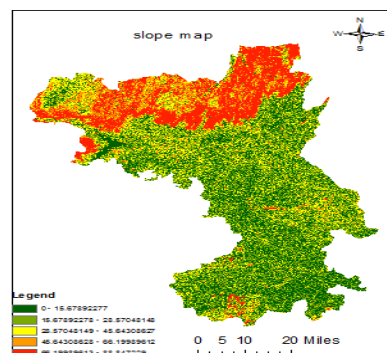 slope map
N
W E
S
Legend
0- 15.67892277
15.67892278 - 28.57048148
28.57048149 - 45.64308627
45.64308628 - 66.19989612
0 5 10 20 Miles